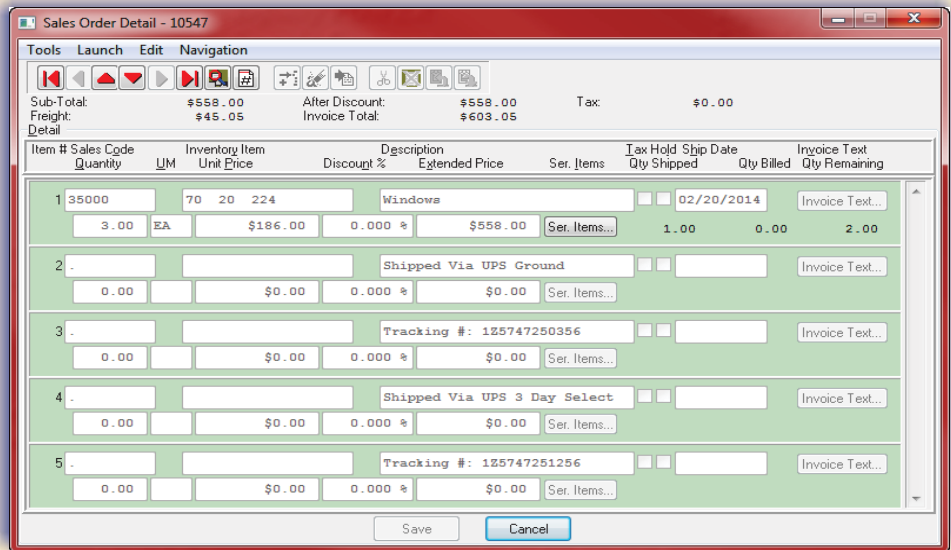 Sales Order Detail - 10547
Tools Launch Edit Navigation
Sub-Total: $558.00 After Discount: $558.00 Tax: $0.00
Freight: $45.05 Invoice Total: $603.05
Detail
Item # Sales Code Inventory Item Description Tax Hold Ship Date Invoice Text
Quantity UM Unit Price Discount % Extended Price Ser. Items Qty Shipped Qty Billed Qty Remaining
1 35000 70 20 224 Windows 02/20/2014 Invoice Text...
3.00 EA $186.00 0.000 % $558.00 Ser. Items... 1.00 0.00 2.00
2 . Shipped Via UPS Ground Invoice Text...
0.00 $0.00 0.000 % $0.00 Ser. Items...
3 . Tracking #: 1Z5747250356 Invoice Text...
0.00 $0.00 0.000 % $0.00 Ser. Items...
4 . Shipped Via UPS 3 Day Select Invoice Text...
0.00 $0.00 0.000 % $0.00 Ser. Items...
5 . Tracking #: 1Z5747251256 Invoice Text...
0.00 $0.00 0.000 % $0.00 Ser. Items...
Save Cancel